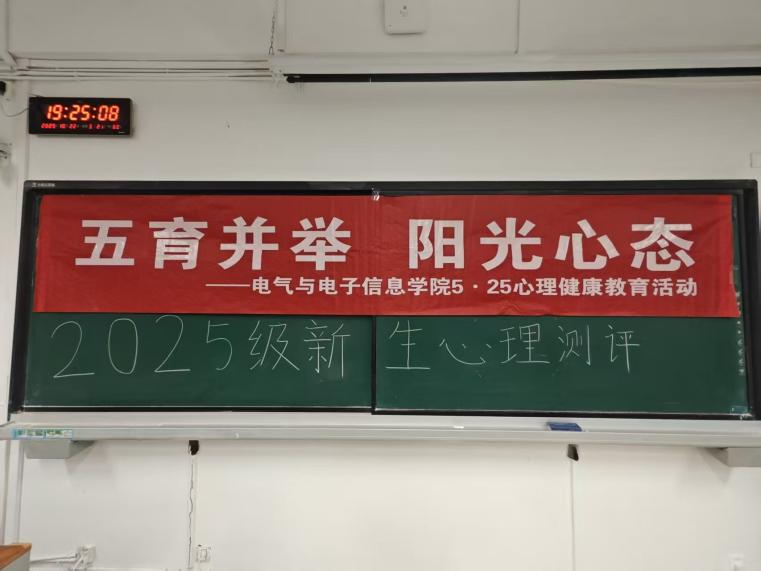 19:25:08
五育并举 阳光心态
——电气与电子信息学院5·25心理健康教育活动
2025级新生心理测评